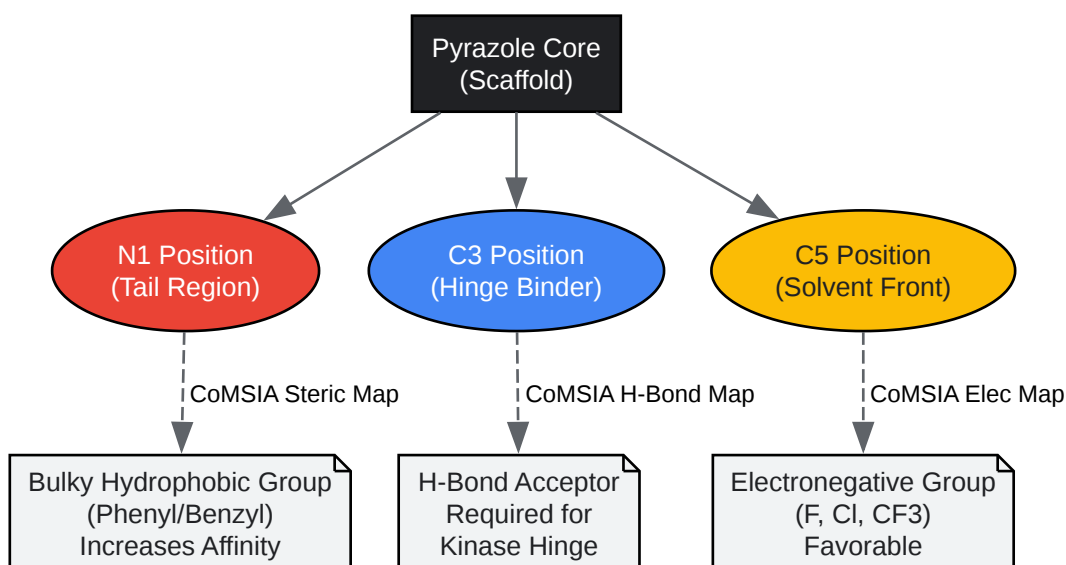 Pyrazole Core
(Scaffold)
N1 Position
(Tail Region)
C3 Position
(Hinge Binder)
C5 Position
(Solvent Front)
CoMSIA Steric Map
CoMSIA H-Bond Map
CoMSIA Elec Map
Bulky Hydrophobic Group
(Phenyl/Benzyl)
Increases Affinity
H-Bond Acceptor
Required for
Kinase Hinge
Electronegative Group
(F, Cl, CF3)
Favorable